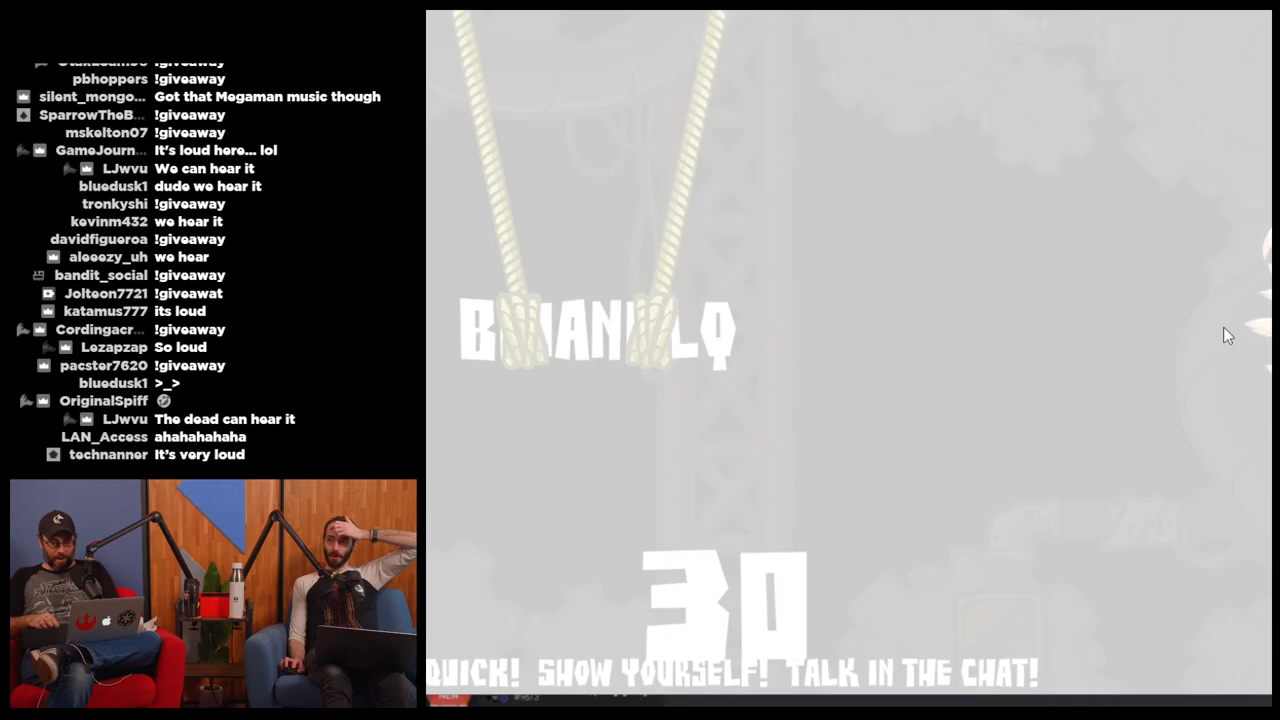 pbhoppers !giveaway
silent_mongo... Got that Megaman music though
SparrowTheB... !giveaway
mskelton07 !giveaway
GameJourn... It's loud here... lol
LJwvu We can hear it
bluedusk1 dude we hear it
tronkyshi !giveaway
kevinm432 we hear it
davidfigueroa !giveaway
aleeezy_uh we hear
bandit_social !giveaway
Jolteon7721 !giveawat
katamus777 its loud
Cordingacr... !giveaway
Lezapzap So loud
pacster7620 !giveaway
bluedusk1 >_>
OriginalSpiff
LJwvu The dead can hear it
LAN_Access ahahahahaha
technanner It's very loud
30
QUICK! SHOW YOURSELF! TALK IN THE CHAT!